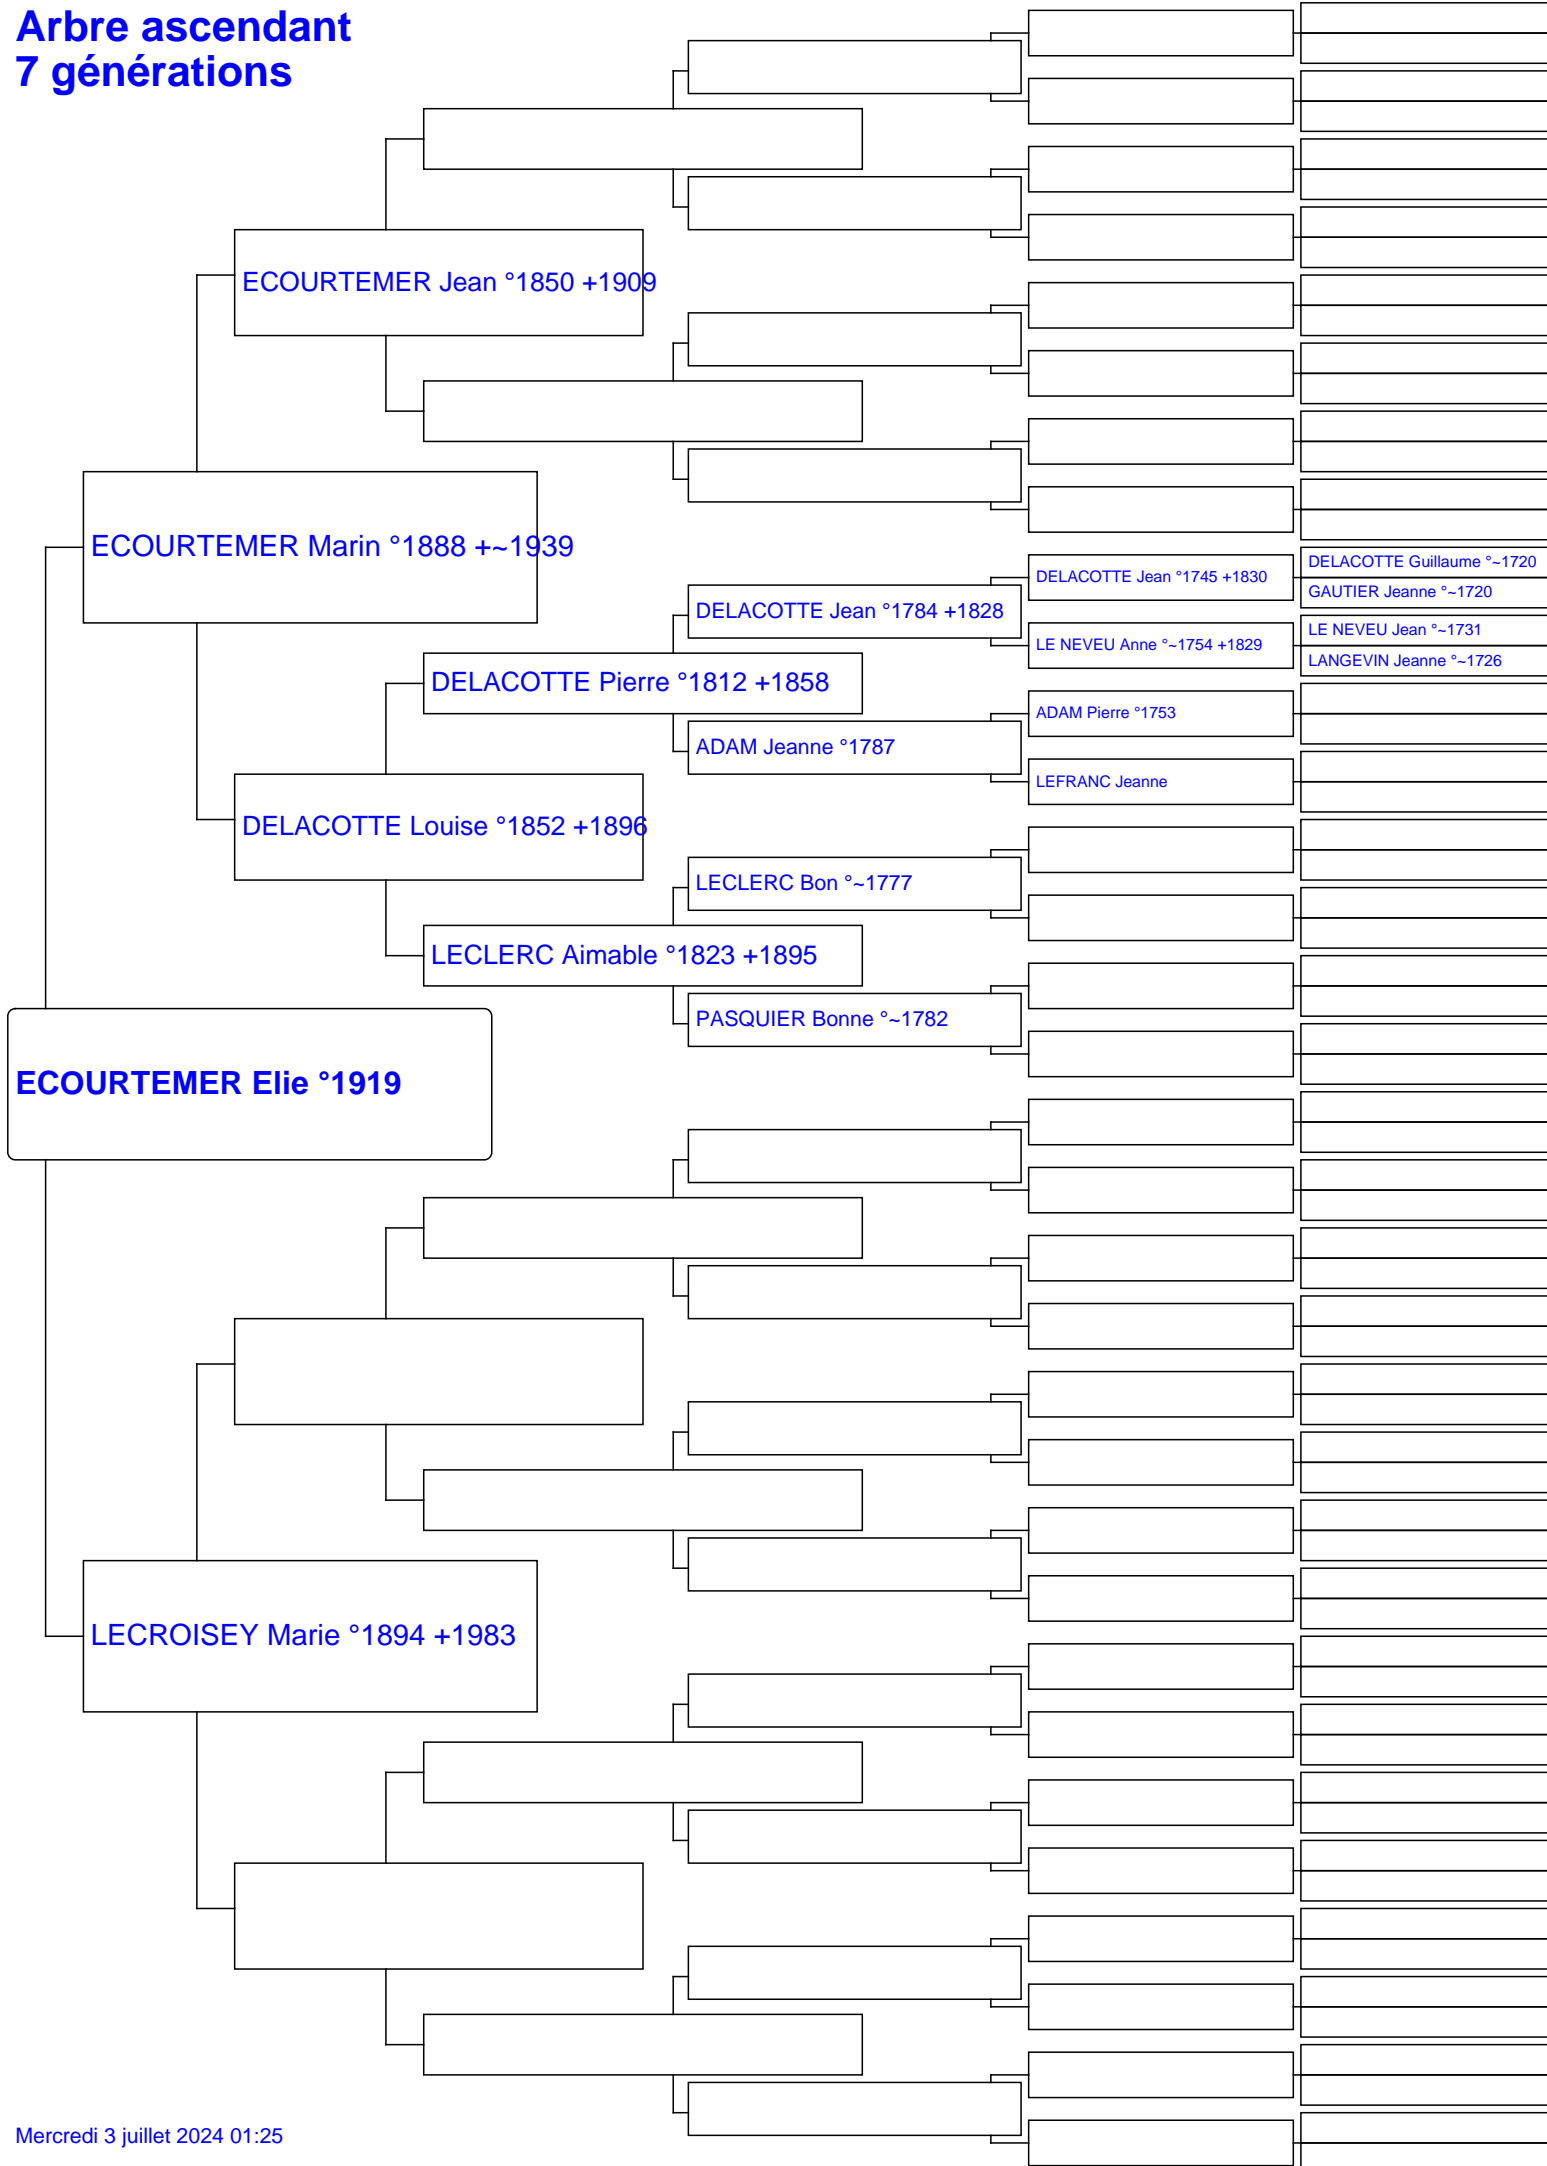 Arbre ascendant
7 générations
ECOURTEMER Jean °1850 +1909
ECOURTEMER Marin °1888 +~1939
DELACOTTE Guillaume °~1720
DELACOTTE Jean °1745 +1830
GAUTIER Jeanne °~1720
DELACOTTE Jean °1784 +1828
LE NEVEU Jean °~1731
LE NEVEU Anne °~1754 +1829
LANGEVIN Jeanne °~1726
DELACOTTE Pierre °1812 +1858
ADAM Pierre °1753
ADAM Jeanne °1787
LEFRANC Jeanne
DELACOTTE Louise °1852 +1896
LECLERC Bon °~1777
LECLERC Aimable °1823 +1895
PASQUIER Bonne °~1782
ECOURTEMER Elie °1919
LECROISEY Marie °1894 +1983
Mercredi 3 juillet 2024 01:25